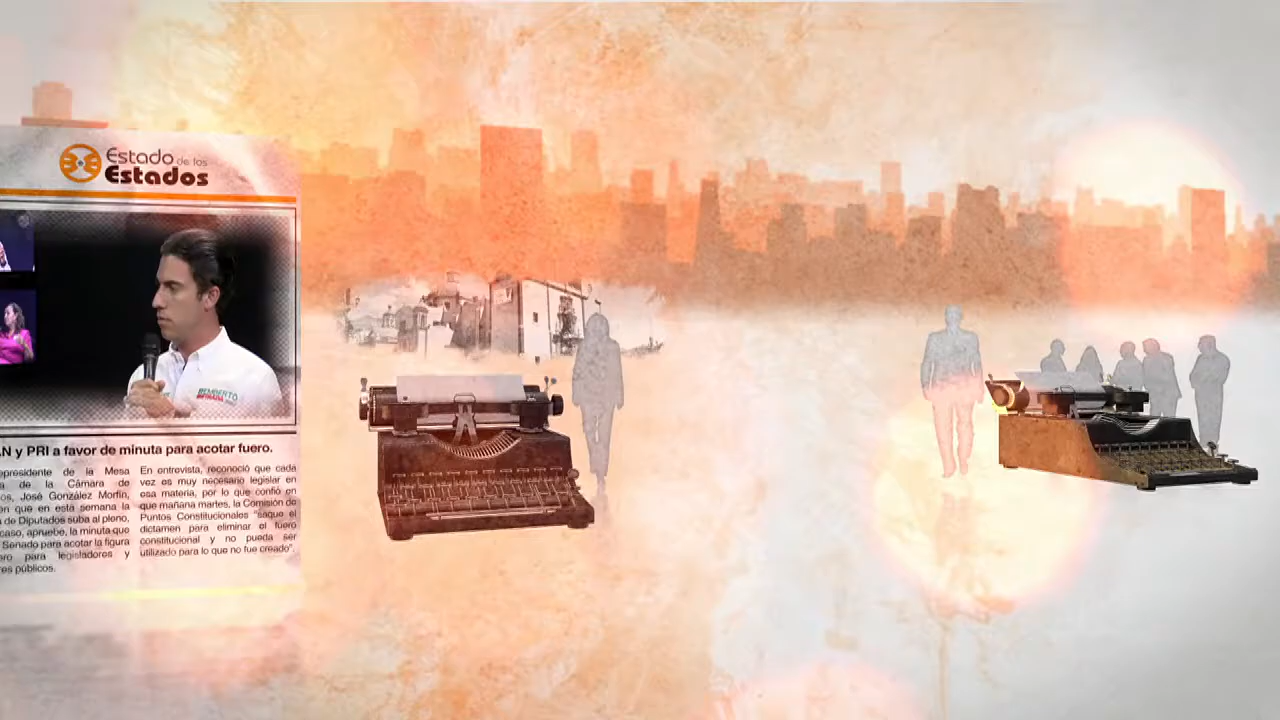 Estado de los
Estados
AN y PRI a favor de minuta para acotar fuero.
epresidente de la Mesa
a de la Cámara de
os, José González Morfín,
en que en está semana la
a de Diputados suba al pleno,
caso, apruebe, la minuta que
Senado para acotar la figura
ero para legisladores y
res públicos.
En entrevista, reconoció que cada
vez es muy necesario legislar en
esa materia, por lo que confió en
que mañana martes, la Comisión de
Puntos Constitucionales "saque el
dictamen para eliminar el fuero
constitucional y no pueda ser
utilizado para lo que no fue creado".